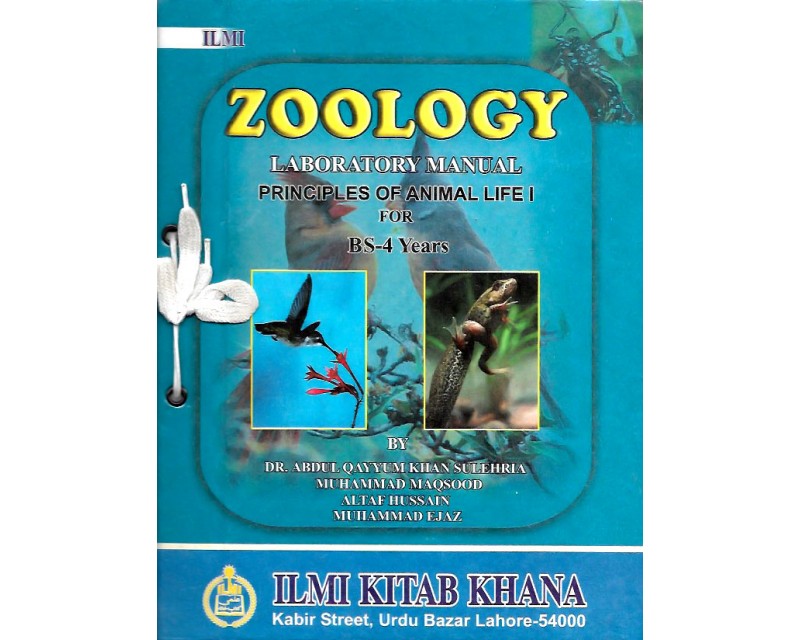 ILMI
ZOOLOGY
LABORATORY MANUAL
PRINCIPLES OF ANIMAL LIFE I
FOR
BS-4 Years
BY
DR. ABDUL QAYYUM KHAN SULEHRIA
MUHAMMAD MAQSOOD
ALTAF HUSSAIN
MUHAMMAD EJAZ
ILMI KITAB KHANA
Kabir Street, Urdu Bazar Lahore-54000